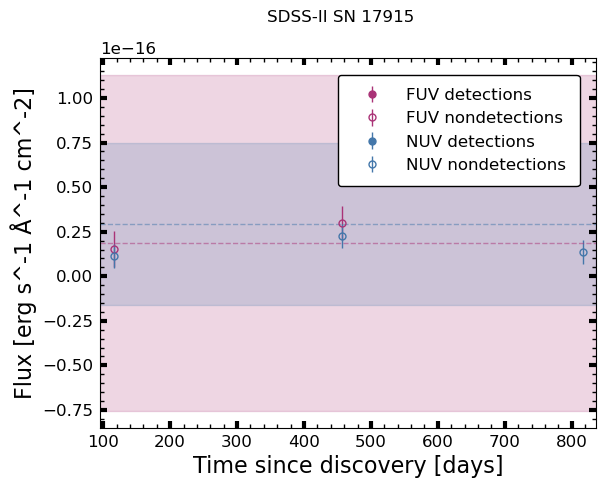 SDSS-II SN 17915
1e−16
FUV detections
FUV nondetections
NUV detections
NUV nondetections
1.00
0.75
0.50
0.25
0.00
−0.25
−0.50
−0.75
Flux [erg s^-1 Å^-1 cm^-2]
100 200 300 400 500 600 700 800
Time since discovery [days]